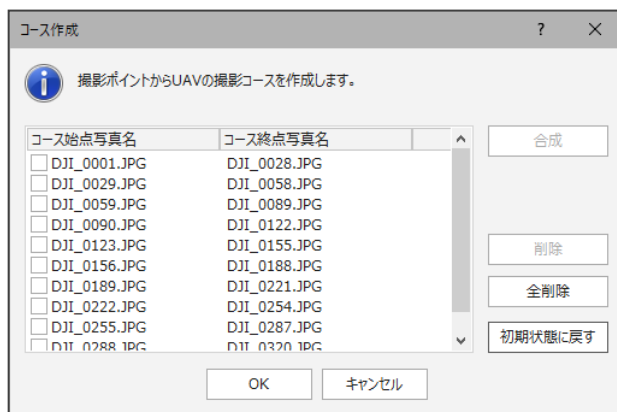 コース作成
? ×
撮影ポイントからUAVの撮影コースを作成します。
コース始点写真名 コース終点写真名
DJI_0001.JPG DJI_0028.JPG
DJI_0029.JPG DJI_0058.JPG
DJI_0059.JPG DJI_0089.JPG
DJI_0090.JPG DJI_0122.JPG
DJI_0123.JPG DJI_0155.JPG
DJI_0156.JPG DJI_0188.JPG
DJI_0189.JPG DJI_0221.JPG
DJI_0222.JPG DJI_0254.JPG
DJI_0255.JPG DJI_0287.JPG
DJI_0288.JPG DJI_0320.JPG
合成
削除
全削除
初期状態に戻す
OK キャンセル